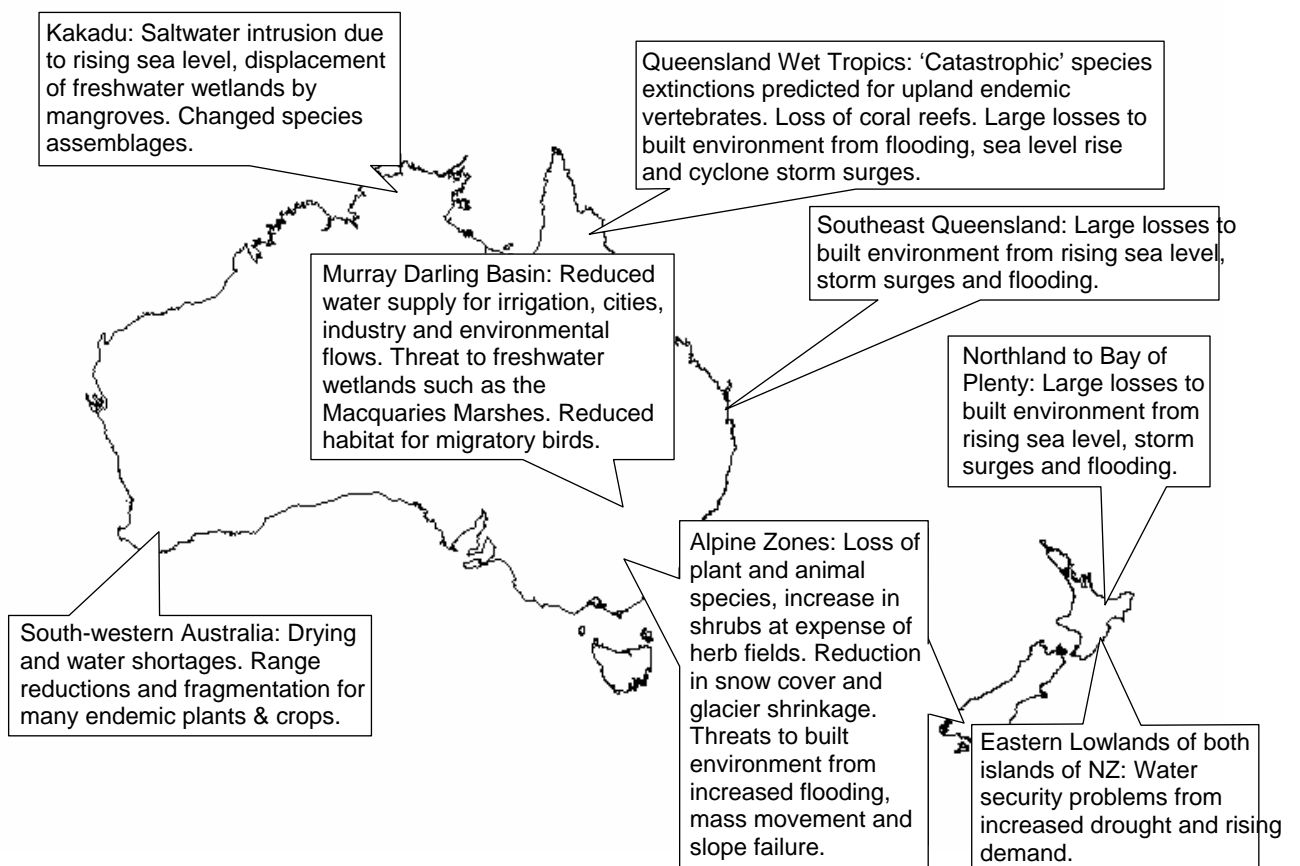 Kakadu: Saltwater intrusion due
to rising sea level, displacement
of freshwater wetlands by
mangroves. Changed species
assemblages.
Queensland Wet Tropics: ‘Catastrophic’ species
extinctions predicted for upland endemic
vertebrates. Loss of coral reefs. Large losses to
built environment from flooding, sea level rise
and cyclone storm surges.
Southeast Queensland: Large losses to
built environment from rising sea level,
storm surges and flooding.
Murray Darling Basin: Reduced
water supply for irrigation, cities,
industry and environmental
flows. Threat to freshwater
wetlands such as the
Macquaries Marshes. Reduced
habitat for migratory birds.
Northland to Bay of
Plenty: Large losses to
built environment from
rising sea level, storm
surges and flooding.
South-western Australia: Drying
and water shortages. Range
reductions and fragmentation for
many endemic plants & crops.
Alpine Zones: Loss of
plant and animal
species, increase in
shrubs at expense of
herb fields. Reduction
in snow cover and
glacier shrinkage.
Threats to built
environment from
increased flooding,
mass movement and
slope failure.
Eastern Lowlands of both
islands of NZ: Water
security problems from
increased drought and rising
demand.